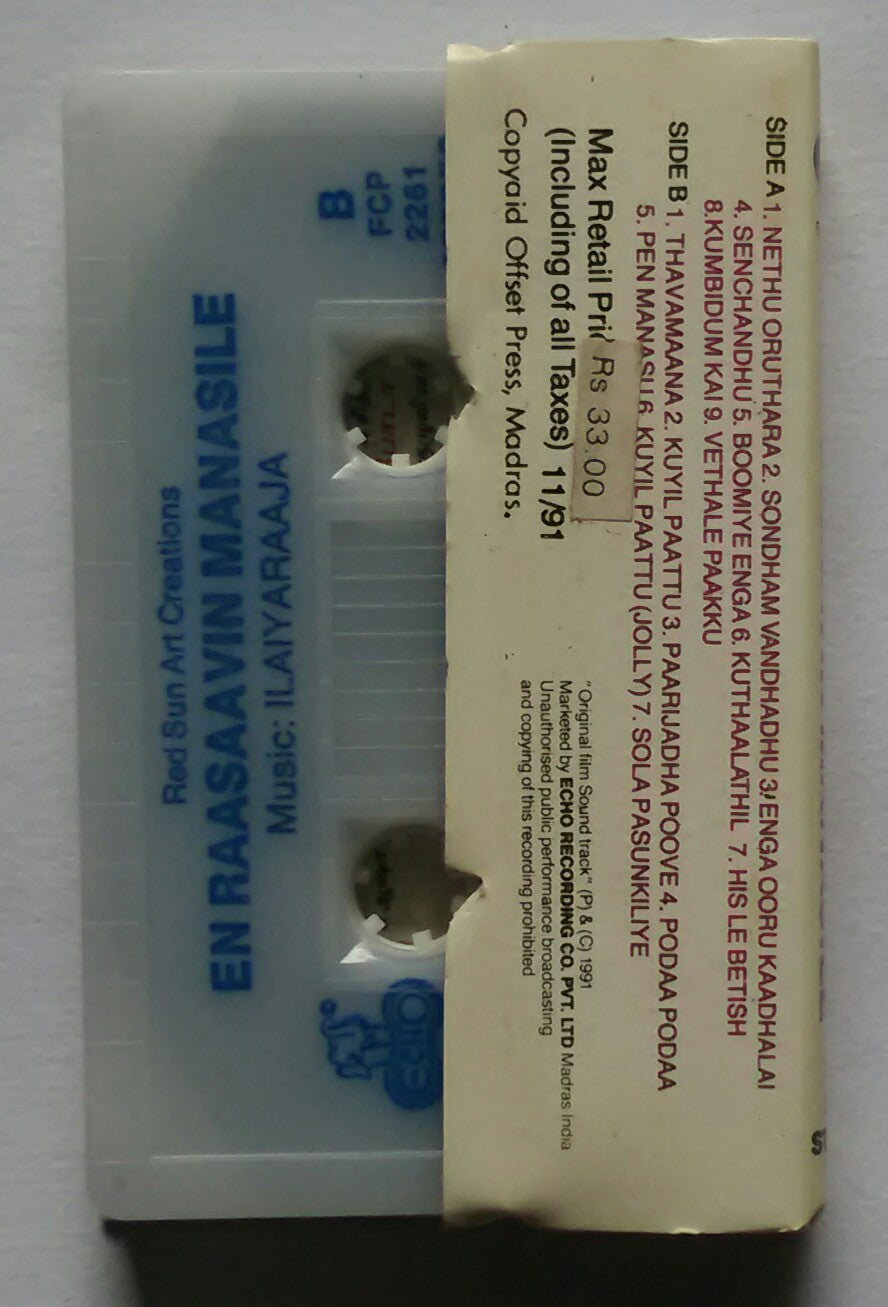 SIDE A 1. NETHU ORUTHARA 2. SONDHAM VANDHADHU 3. ENGA OORU KAADHALAI
4. SENCHANDHU 5. BOOMIYE ENGA 6. KUTHAALATHIL 7. HIS LE BETISH
8. KUMBIDUM KAI 9. VETHALE PAAKKU
SIDE B 1. THAVAMAANA 2. KUYIL PAATTU 3. PAARIJADHA POOVE 4. PODAA PODAA
5. PEN MANASU 6. KUYIL PAATTU (JOLLY) 7. SOLA PASUNKILIYE
Max Retail Pric Rs 33.00
(Including of all Taxes) 11/91
Copyaid Offset Press, Madras.
"Original film Sound track" (P) & (C) 1991
Marketed by ECHO RECORDING CO. PVT. LTD Madras India
Unauthorised public performance broadcasting
and copying of this recording prohibited
B
FCP
2261
Red Sun Art Creations
EN RAASAAVIN MANASILE
Music: ILAIYARAAJA
ECHO